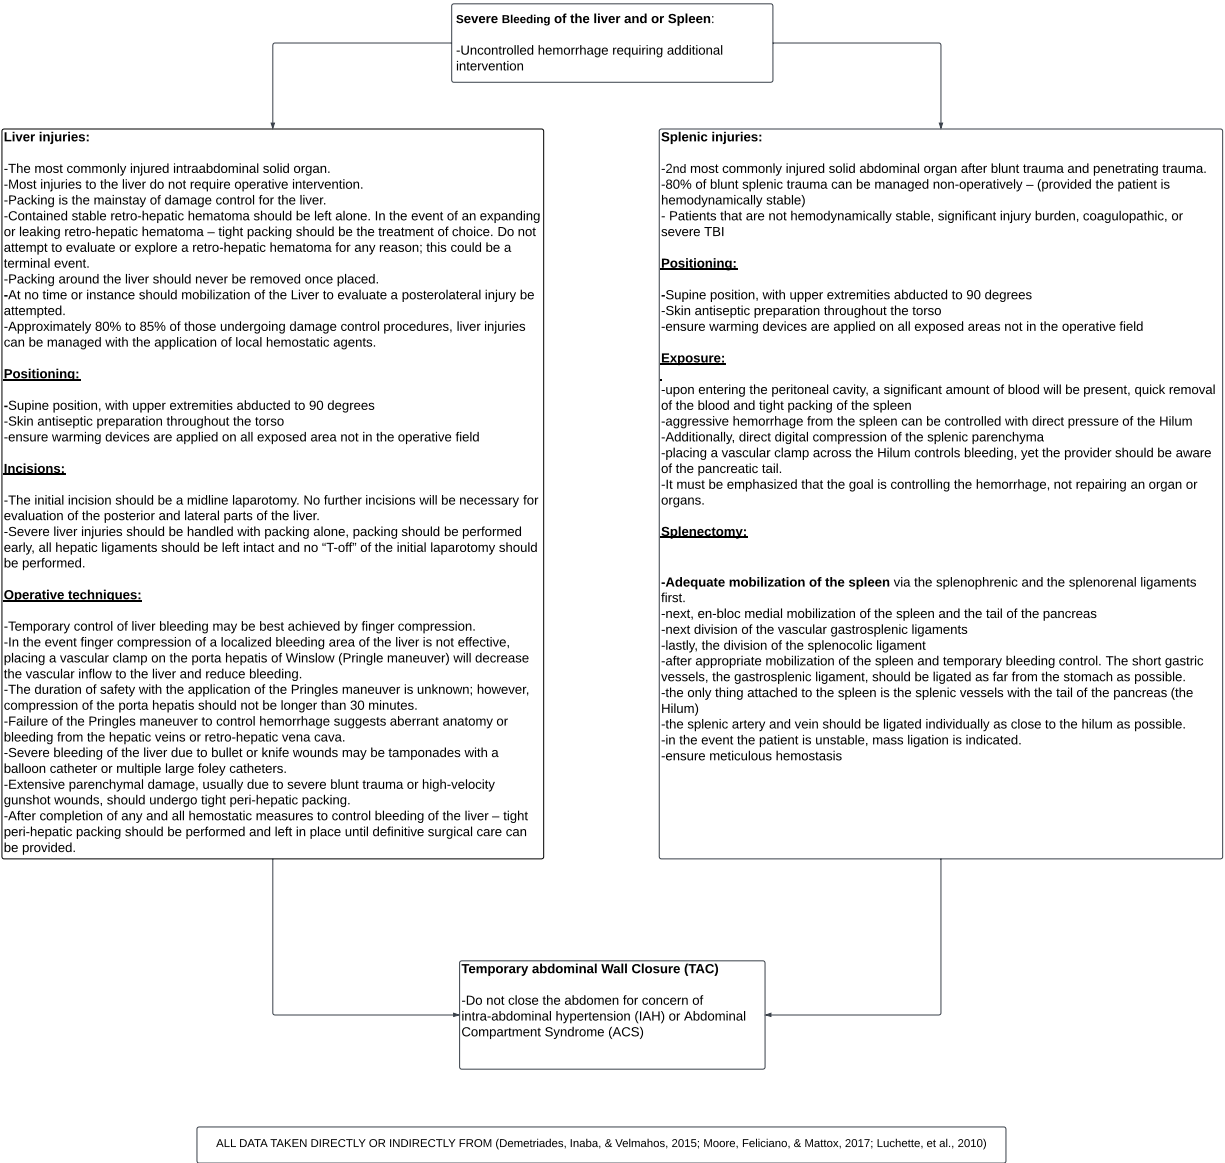 Severe Bleeding of the liver and or Spleen:
-Uncontrolled hemorrhage requiring additional
intervention
Liver injuries:
-The most commonly injured intraabdominal solid organ.
-Most injuries to the liver do not require operative intervention.
-Packing is the mainstay of damage control for the liver.
-Contained stable retro-hepatic hematoma should be left alone. In the event of an expanding
or leaking retro-hepatic hematoma – tight packing should be the treatment of choice. Do not
attempt to evaluate or explore a retro-hepatic hematoma for any reason; this could be a
terminal event.
-Packing around the liver should never be removed once placed.
-At no time or instance should mobilization of the Liver to evaluate a posterolateral injury be
attempted.
-Approximately 80% to 85% of those undergoing damage control procedures, liver injuries
can be managed with the application of local hemostatic agents.
Positioning:
-Supine position, with upper extremities abducted to 90 degrees
-Skin antiseptic preparation throughout the torso
-ensure warming devices are applied on all exposed area not in the operative field
Incisions:
-The initial incision should be a midline laparotomy. No further incisions will be necessary for
evaluation of the posterior and lateral parts of the liver.
-Severe liver injuries should be handled with packing alone, packing should be performed
early, all hepatic ligaments should be left intact and no “T-off” of the initial laparotomy should
be performed.
Operative techniques:
-Temporary control of liver bleeding may be best achieved by finger compression.
-In the event finger compression of a localized bleeding area of the liver is not effective,
placing a vascular clamp on the porta hepatis of Winslow (Pringle maneuver) will decrease
the vascular inflow to the liver and reduce bleeding.
-The duration of safety with the application of the Pringles maneuver is unknown; however,
compression of the porta hepatis should not be longer than 30 minutes.
-Failure of the Pringles maneuver to control hemorrhage suggests aberrant anatomy or
bleeding from the hepatic veins or retro-hepatic vena cava.
-Severe bleeding of the liver due to bullet or knife wounds may be tamponades with a
balloon catheter or multiple large foley catheters.
-Extensive parenchymal damage, usually due to severe blunt trauma or high-velocity
gunshot wounds, should undergo tight peri-hepatic packing.
-After completion of any and all hemostatic measures to control bleeding of the liver – tight
peri-hepatic packing should be performed and left in place until definitive surgical care can
be provided.
Splenic injuries:
-2nd most commonly injured solid abdominal organ after blunt trauma and penetrating trauma.
-80% of blunt splenic trauma can be managed non-operatively – (provided the patient is
hemodynamically stable)
- Patients that are not hemodynamically stable, significant injury burden, coagulopathic, or
severe TBI
Positioning:
-Supine position, with upper extremities abducted to 90 degrees
-Skin antiseptic preparation throughout the torso
-ensure warming devices are applied on all exposed areas not in the operative field
Exposure:
-upon entering the peritoneal cavity, a significant amount of blood will be present, quick removal
of the blood and tight packing of the spleen
-aggressive hemorrhage from the spleen can be controlled with direct pressure of the Hilum
-Additionally, direct digital compression of the splenic parenchyma
-placing a vascular clamp across the Hilum controls bleeding, yet the provider should be aware
of the pancreatic tail.
-It must be emphasized that the goal is controlling the hemorrhage, not repairing an organ or
organs.
Splenectomy:
-Adequate mobilization of the spleen via the splenophrenic and the splenorenal ligaments
first.
-next, en-bloc medial mobilization of the spleen and the tail of the pancreas
-next division of the vascular gastrosplenic ligaments
-lastly, the division of the splenocolic ligament
-after appropriate mobilization of the spleen and temporary bleeding control. The short gastric
vessels, the gastrosplenic ligament, should be ligated as far from the stomach as possible.
-the only thing attached to the spleen is the splenic vessels with the tail of the pancreas (the
Hilum)
-the splenic artery and vein should be ligated individually as close to the hilum as possible.
-in the event the patient is unstable, mass ligation is indicated.
-ensure meticulous hemostasis
Temporary abdominal Wall Closure (TAC)
-Do not close the abdomen for concern of
intra-abdominal hypertension (IAH) or Abdominal
Compartment Syndrome (ACS)
ALL DATA TAKEN DIRECTLY OR INDIRECTLY FROM (Demetriades, Inaba, & Velmahos, 2015; Moore, Feliciano, & Mattox, 2017; Luchette, et al., 2010)